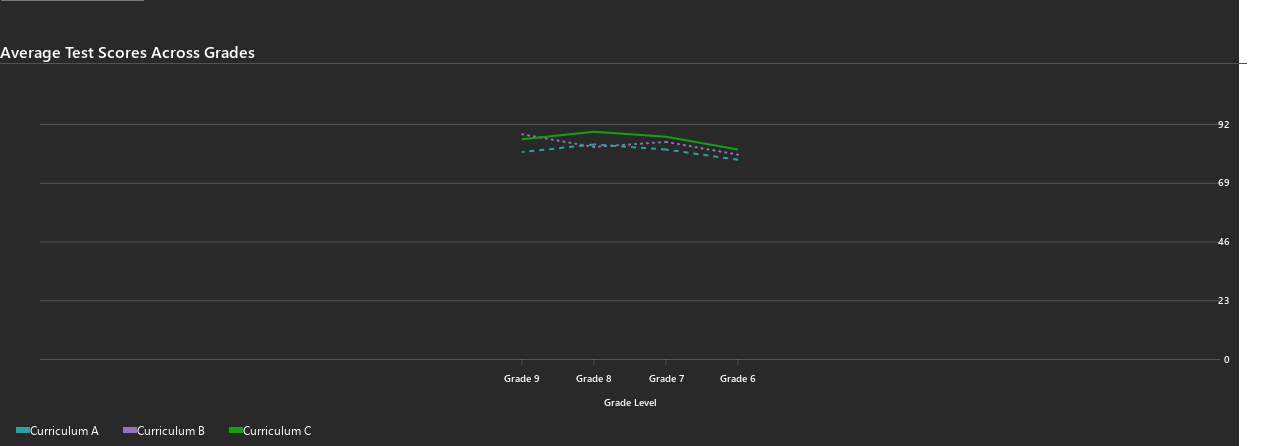 Average Test Scores Across Grades
92
69
46
23
0
Grade 9 Grade 8 Grade 7 Grade 6
Grade Level
Curriculum A Curriculum B Curriculum C